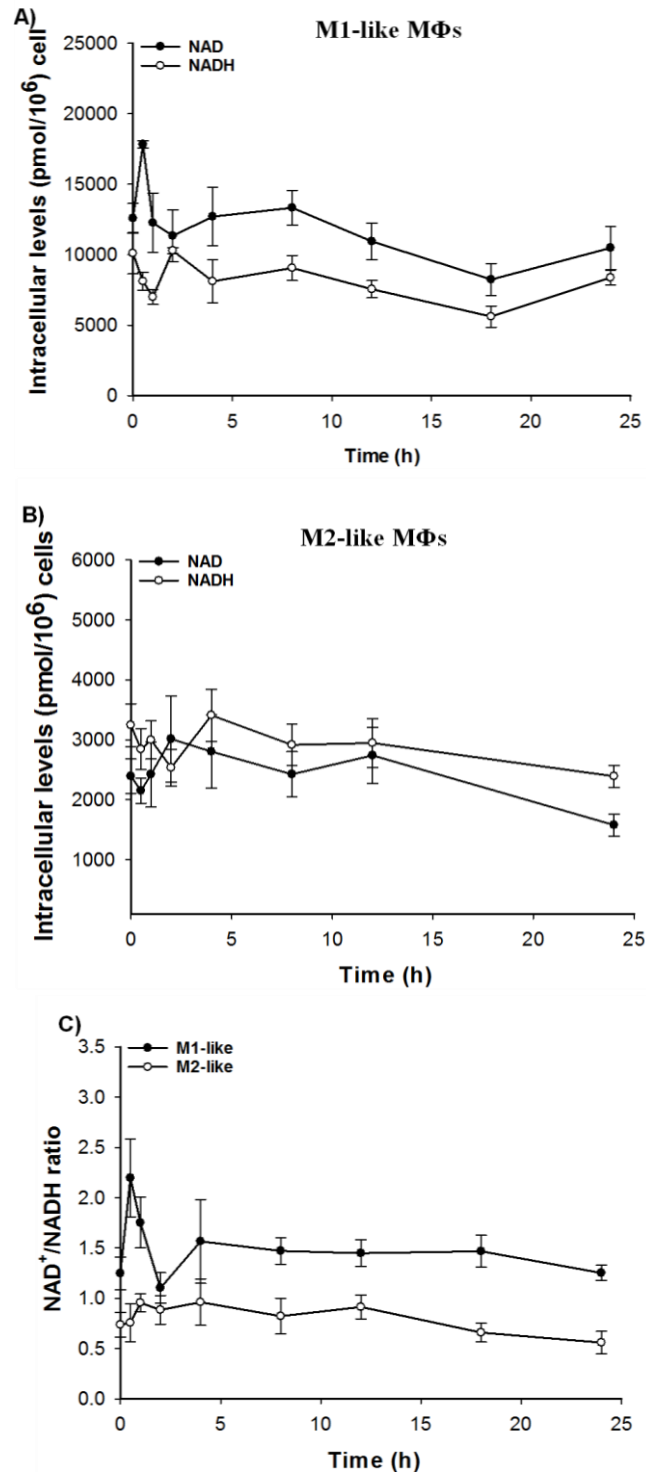 A)
M1-like MΦs
NAD
NADH
Intracellular levels (pmol/10⁶) cell
25000
20000
15000
10000
5000
0
0 5 10 15 20 25
Time (h)
B)
M2-like MΦs
NAD
NADH
Intracellular levels (pmol/10⁶) cells
6000
5000
4000
3000
2000
1000
0 5 10 15 20 25
Time (h)
C)
M1-like
M2-like
NAD⁺/NADH ratio
3.5
3.0
2.5
2.0
1.5
1.0
0.5
0.0
0 5 10 15 20 25
Time (h)